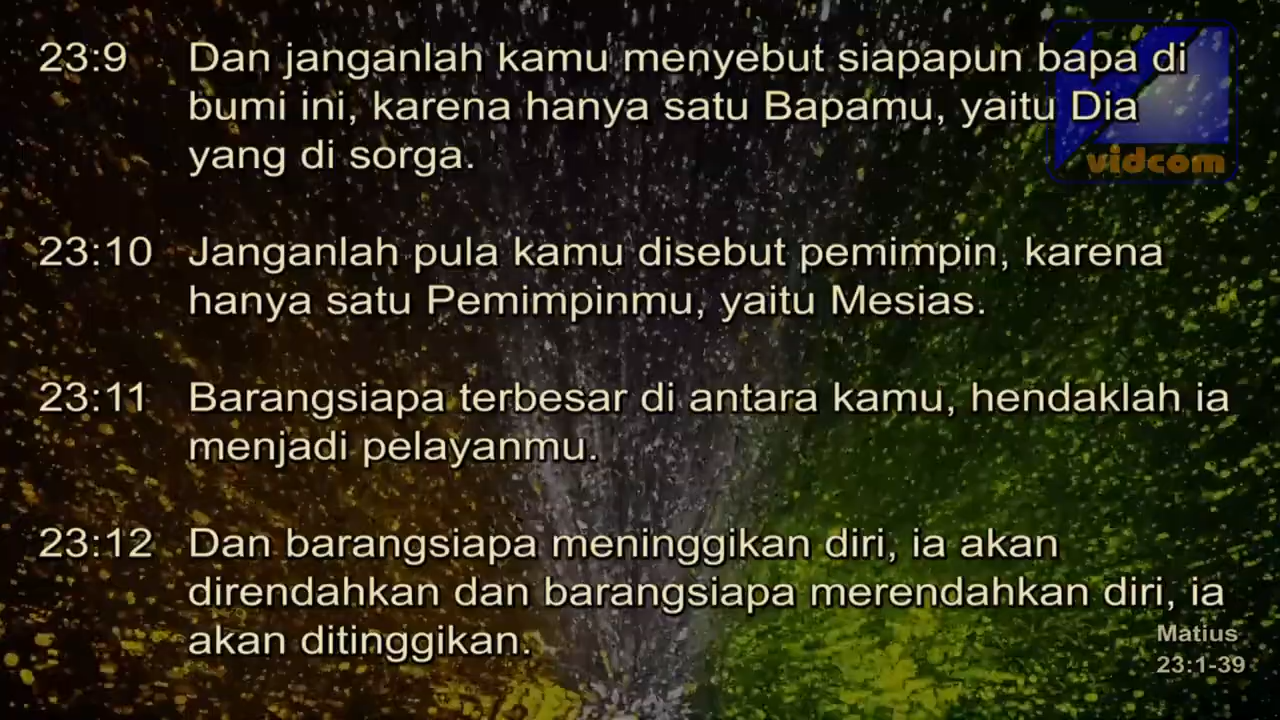 23:9 Dan janganlah kamu menyebut siapapun bapa di
bumi ini, karena hanya satu Bapamu, yaitu Dia
yang di sorga.
23:10 Janganlah pula kamu disebut pemimpin, karena
hanya satu Pemimpinmu, yaitu Mesias.
23:11 Barangsiapa terbesar di antara kamu, hendaklah ia
menjadi pelayanmu.
23:12 Dan barangsiapa meninggikan diri, ia akan
direndahkan dan barangsiapa merendahkan diri, ia
akan ditinggikan.
vidcom
Matius
23:1-39